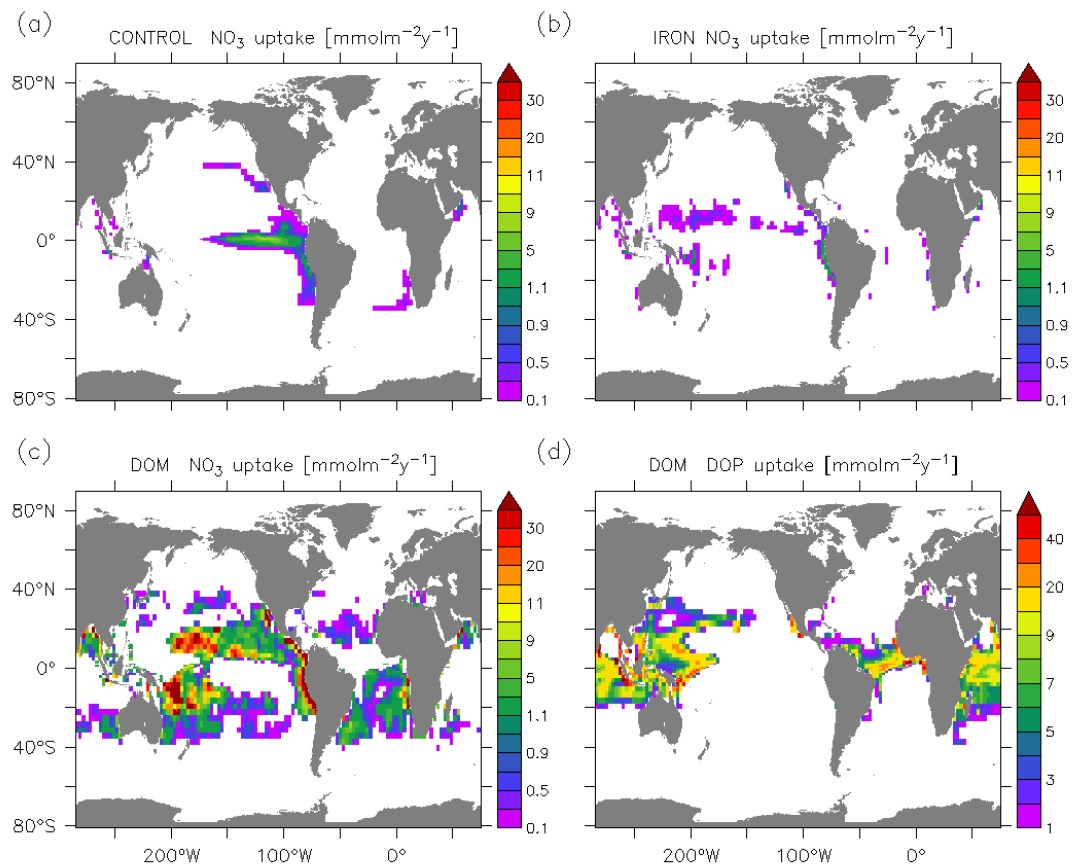 (a)
CONTROL NO₃ uptake [mmolm⁻²y⁻¹]
80°N
40°N
0°
40°S
80°S
30
20
11
9
5
1.1
0.9
0.5
0.1
(b)
IRON NO₃ uptake [mmolm⁻²y⁻¹]
30
20
11
9
5
1.1
0.9
0.5
0.1
(c)
DOM NO₃ uptake [mmolm⁻²y⁻¹]
80°N
40°N
0°
40°S
80°S
200°W 100°W 0°
30
20
11
9
5
1.1
0.9
0.5
0.1
(d)
DOM DOP uptake [mmolm⁻²y⁻¹]
200°W 100°W 0°
40
20
9
7
5
3
1